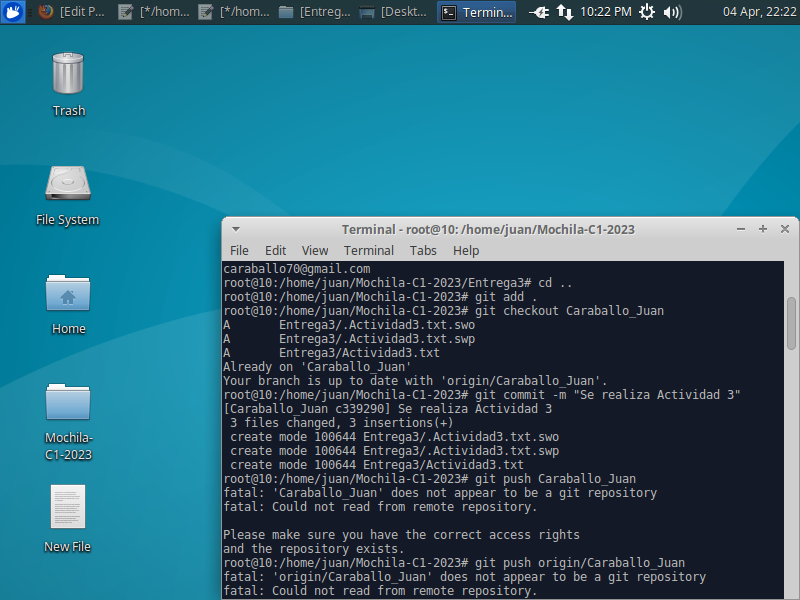 [Edit P... [*/hom... [*/hom... [Entreg... [Deskt... Termin... 10:22 PM 04 Apr, 22:22
Trash
File System
Home
Mochila-
C1-2023
New File
Terminal - root@10: /home/juan/Mochila-C1-2023
File Edit View Terminal Tabs Help
caraballo70@gmail.com
root@10:/home/juan/Mochila-C1-2023/Entrega3# cd ..
root@10:/home/juan/Mochila-C1-2023# git add .
root@10:/home/juan/Mochila-C1-2023# git checkout Caraballo_Juan
A       Entrega3/.Actividad3.txt.swo
A       Entrega3/.Actividad3.txt.swp
A       Entrega3/Actividad3.txt
Already on 'Caraballo_Juan'
Your branch is up to date with 'origin/Caraballo_Juan'.
root@10:/home/juan/Mochila-C1-2023# git commit -m "Se realiza Actividad 3"
[Caraballo_Juan c339290] Se realiza Actividad 3
 3 files changed, 3 insertions(+)
 create mode 100644 Entrega3/.Actividad3.txt.swo
 create mode 100644 Entrega3/.Actividad3.txt.swp
 create mode 100644 Entrega3/Actividad3.txt
root@10:/home/juan/Mochila-C1-2023# git push Caraballo_Juan
fatal: 'Caraballo_Juan' does not appear to be a git repository
fatal: Could not read from remote repository.

Please make sure you have the correct access rights
and the repository exists.
root@10:/home/juan/Mochila-C1-2023# git push origin/Caraballo_Juan
fatal: 'origin/Caraballo_Juan' does not appear to be a git repository
fatal: Could not read from remote repository.